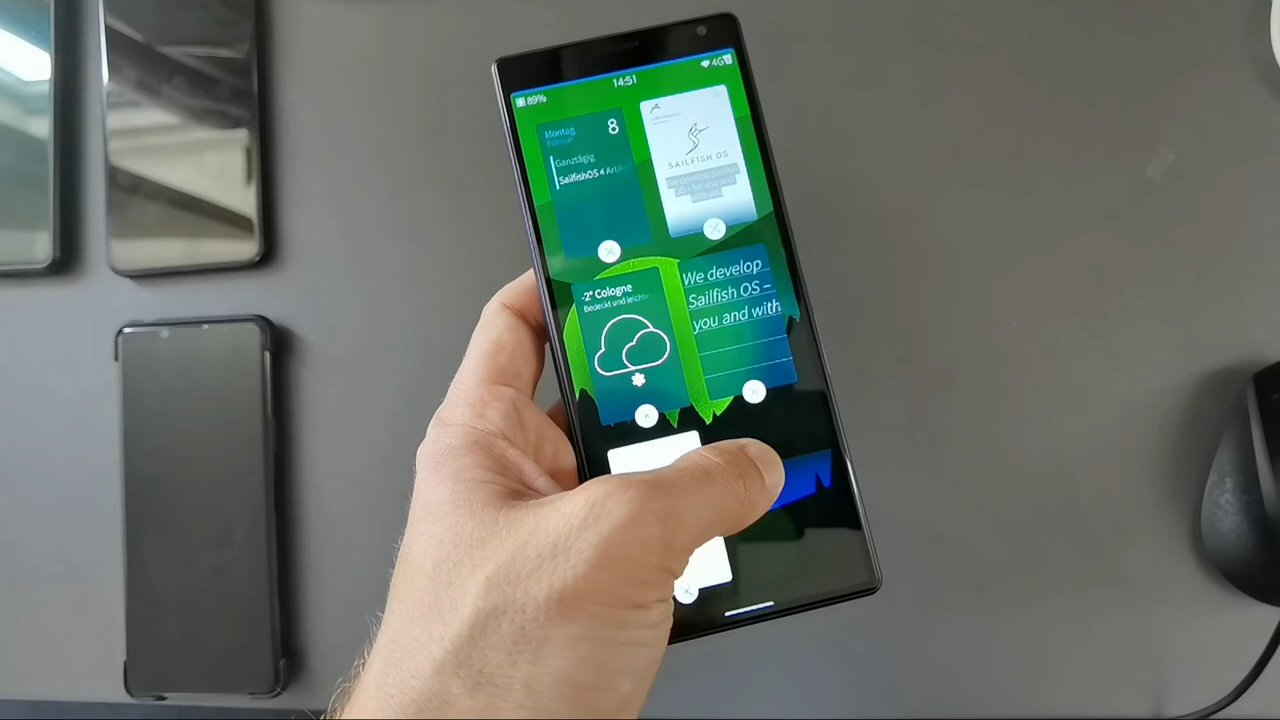 89%
14:51
4G
Montag
8
Februar
Ganztägig
SailfishOS 4 Arti
SAILFISH OS
-2° Cologne
Bedeckt und leichte
We develop
Sailfish OS –
you and with